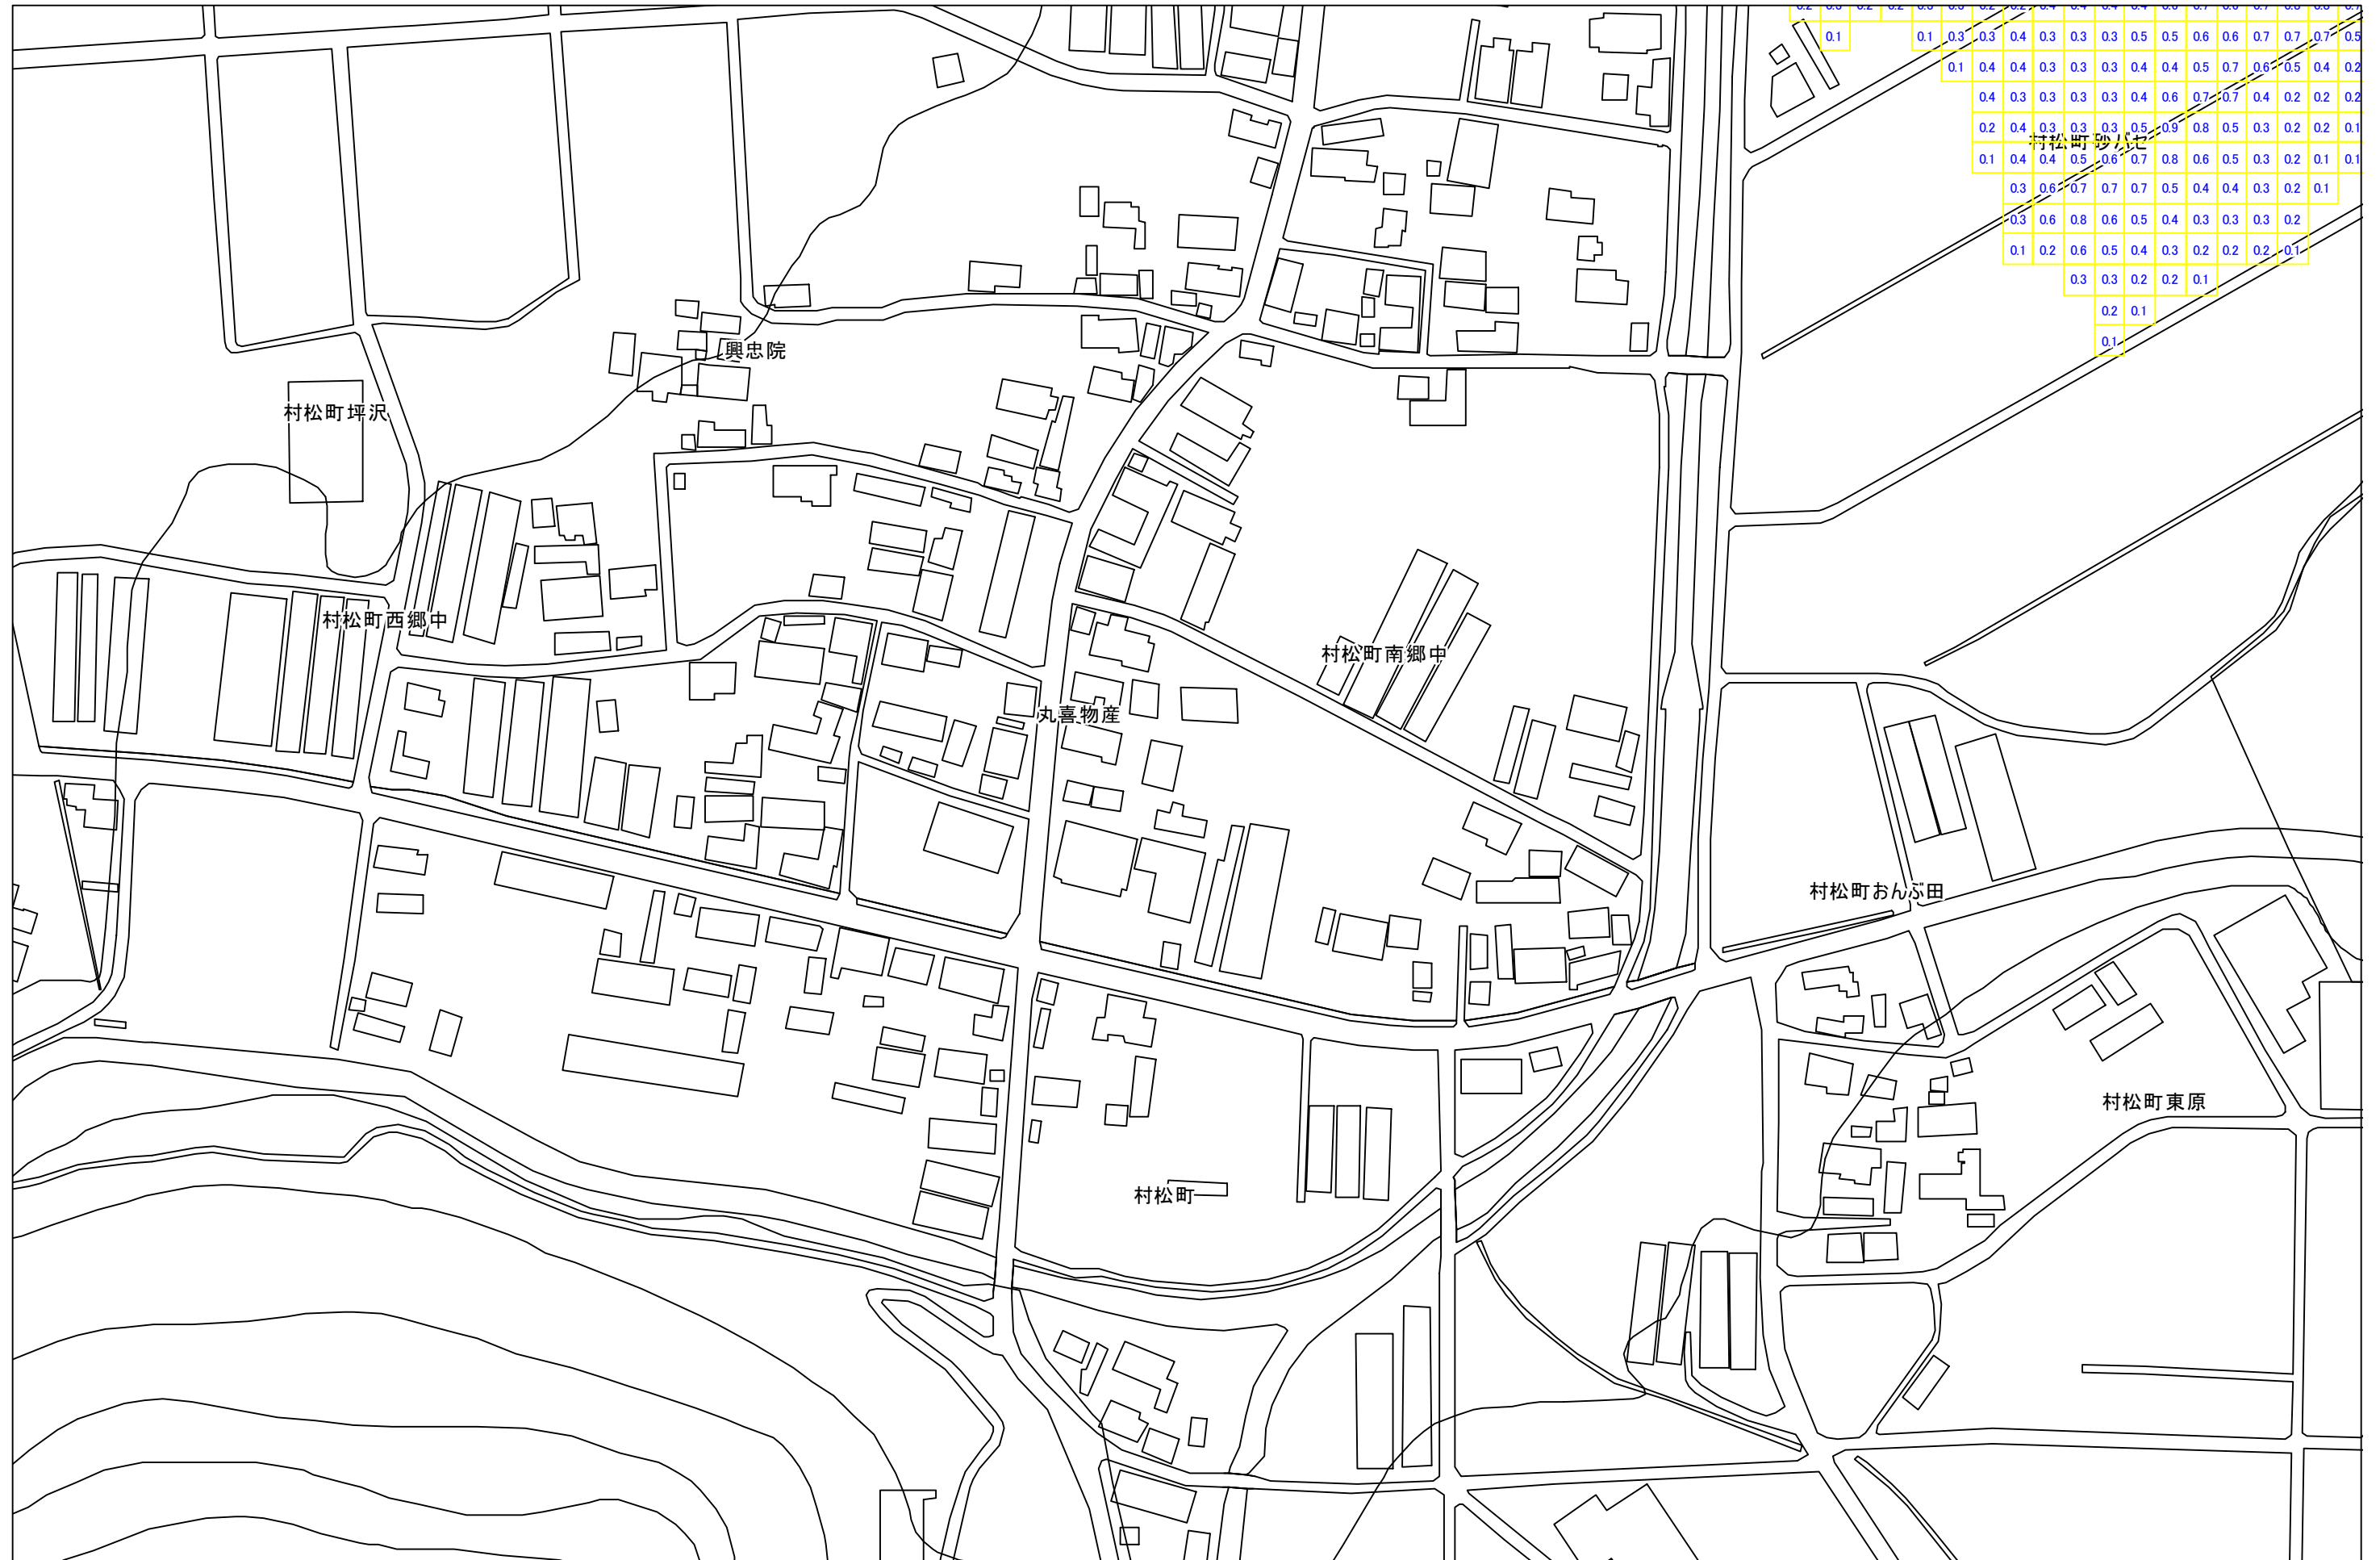 0.1 0.1 0.3 0.3 0.4 0.3 0.3 0.3 0.5 0.5 0.6 0.6 0.7 0.7 0.7 0.5
0.1 0.4 0.4 0.3 0.3 0.3 0.4 0.4 0.5 0.7 0.6 0.5 0.4 0.2
0.4 0.3 0.3 0.3 0.3 0.4 0.6 0.7 0.7 0.4 0.2 0.2 0.2
0.2 0.4 0.3 0.3 0.3 0.5 0.9 0.8 0.5 0.3 0.2 0.2 0.1
村松町砂バセ
0.1 0.4 0.4 0.5 0.6 0.7 0.8 0.6 0.5 0.3 0.2 0.1 0.1
0.3 0.6 0.7 0.7 0.7 0.5 0.4 0.4 0.3 0.2 0.1
0.3 0.6 0.8 0.6 0.5 0.4 0.3 0.3 0.3 0.2
0.1 0.2 0.6 0.5 0.4 0.3 0.2 0.2 0.2 0.1
0.3 0.3 0.2 0.2 0.1
0.2 0.1
0.1
興忠院
村松町坪沢
村松町西郷中
村松町南郷中
丸喜物産
村松町おんぶ田
村松町東原
村松町